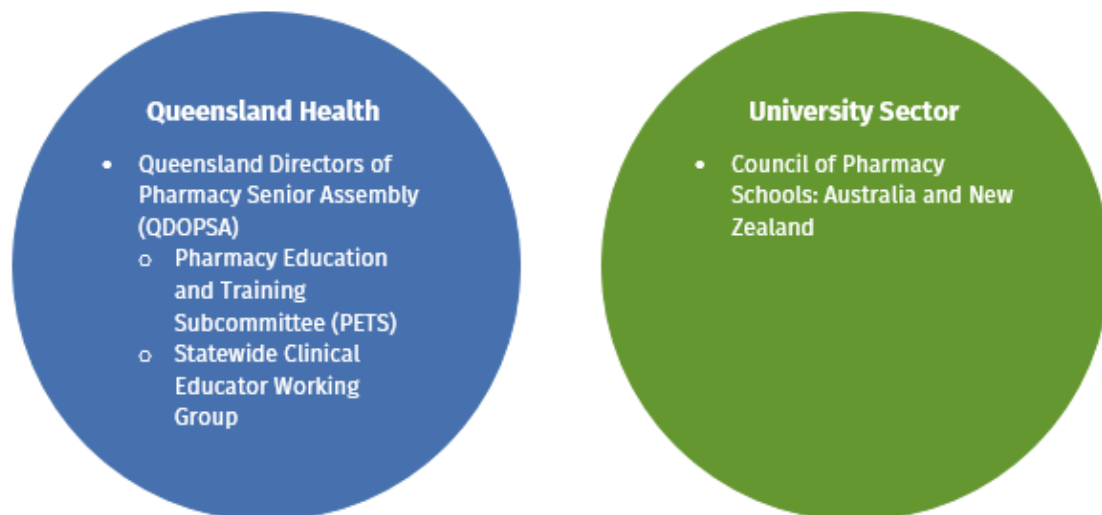 Queensland Health
• Queensland Directors of
Pharmacy Senior Assembly
(QDOPSA)
o Pharmacy Education
and Training
Subcommittee (PETS)
o Statewide Clinical
Educator Working
Group
University Sector
• Council of Pharmacy
Schools: Australia and New
Zealand